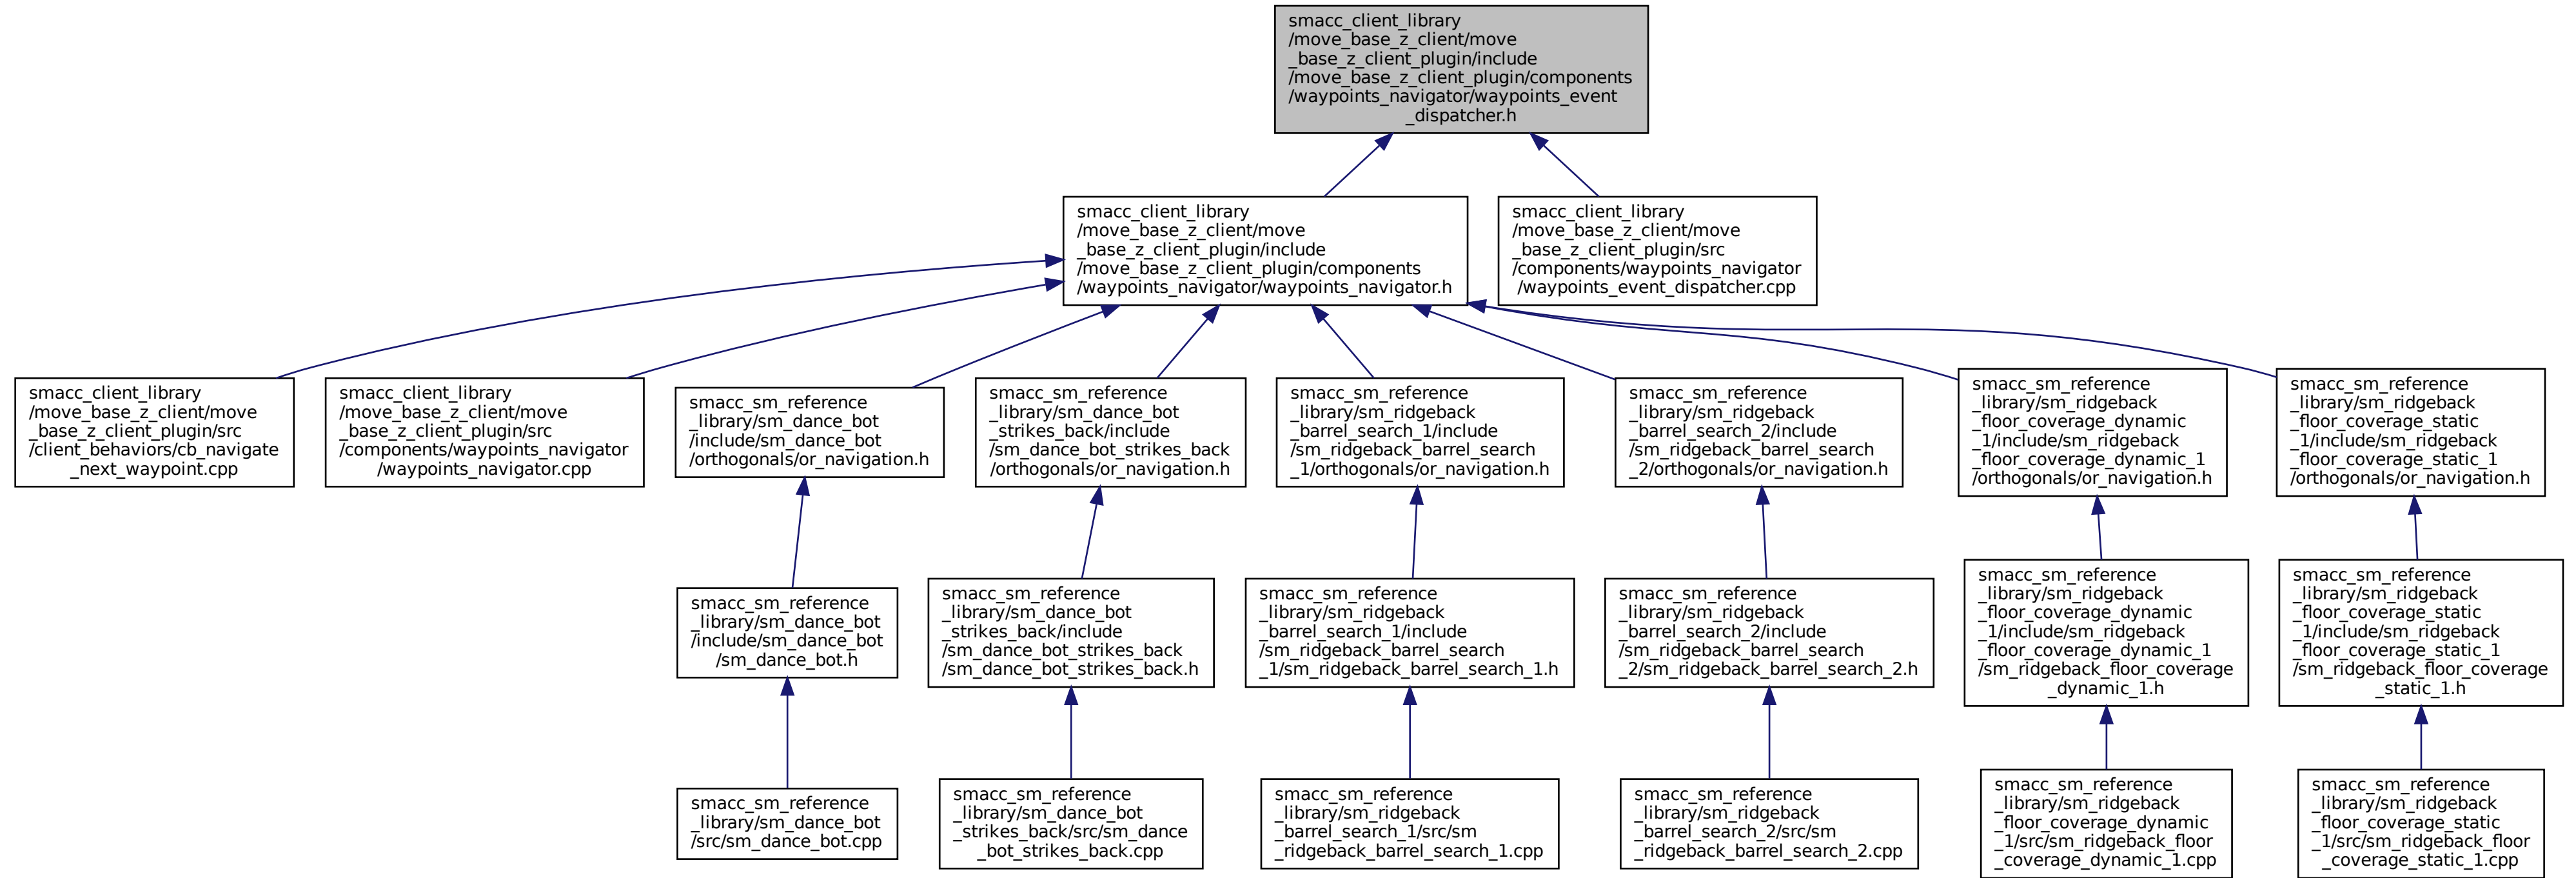 smacc_client_library
/move_base_z_client/move
_base_z_client_plugin/include
/move_base_z_client_plugin/components
/waypoints_navigator/waypoints_event
_dispatcher.h
smacc_client_library
/move_base_z_client/move
_base_z_client_plugin/include
/move_base_z_client_plugin/components
/waypoints_navigator/waypoints_navigator.h
smacc_client_library
/move_base_z_client/move
_base_z_client_plugin/src
/components/waypoints_navigator
/waypoints_event_dispatcher.cpp
smacc_client_library
/move_base_z_client/move
_base_z_client_plugin/src
/client_behaviors/cb_navigate
_next_waypoint.cpp
smacc_client_library
/move_base_z_client/move
_base_z_client_plugin/src
/components/waypoints_navigator
/waypoints_navigator.cpp
smacc_sm_reference
_library/sm_dance_bot
/include/sm_dance_bot
/orthogonals/or_navigation.h
smacc_sm_reference
_library/sm_dance_bot
_strikes_back/include
/sm_dance_bot_strikes_back
/orthogonals/or_navigation.h
smacc_sm_reference
_library/sm_ridgeback
_barrel_search_1/include
/sm_ridgeback_barrel_search
_1/orthogonals/or_navigation.h
smacc_sm_reference
_library/sm_ridgeback
_barrel_search_2/include
/sm_ridgeback_barrel_search
_2/orthogonals/or_navigation.h
smacc_sm_reference
_library/sm_ridgeback
_floor_coverage_dynamic
_1/include/sm_ridgeback
_floor_coverage_dynamic_1
/orthogonals/or_navigation.h
smacc_sm_reference
_library/sm_ridgeback
_floor_coverage_static
_1/include/sm_ridgeback
_floor_coverage_static_1
/orthogonals/or_navigation.h
smacc_sm_reference
_library/sm_dance_bot
/include/sm_dance_bot
/sm_dance_bot.h
smacc_sm_reference
_library/sm_dance_bot
_strikes_back/include
/sm_dance_bot_strikes_back
/sm_dance_bot_strikes_back.h
smacc_sm_reference
_library/sm_ridgeback
_barrel_search_1/include
/sm_ridgeback_barrel_search
_1/sm_ridgeback_barrel_search_1.h
smacc_sm_reference
_library/sm_ridgeback
_barrel_search_2/include
/sm_ridgeback_barrel_search
_2/sm_ridgeback_barrel_search_2.h
smacc_sm_reference
_library/sm_ridgeback
_floor_coverage_dynamic
_1/include/sm_ridgeback
_floor_coverage_dynamic_1
/sm_ridgeback_floor_coverage
_dynamic_1.h
smacc_sm_reference
_library/sm_ridgeback
_floor_coverage_static
_1/include/sm_ridgeback
_floor_coverage_static_1
/sm_ridgeback_floor_coverage
_static_1.h
smacc_sm_reference
_library/sm_dance_bot
/src/sm_dance_bot.cpp
smacc_sm_reference
_library/sm_dance_bot
_strikes_back/src/sm_dance
_bot_strikes_back.cpp
smacc_sm_reference
_library/sm_ridgeback
_barrel_search_1/src/sm
_ridgeback_barrel_search_1.cpp
smacc_sm_reference
_library/sm_ridgeback
_barrel_search_2/src/sm
_ridgeback_barrel_search_2.cpp
smacc_sm_reference
_library/sm_ridgeback
_floor_coverage_dynamic
_1/src/sm_ridgeback_floor
_coverage_dynamic_1.cpp
smacc_sm_reference
_library/sm_ridgeback
_floor_coverage_static
_1/src/sm_ridgeback_floor
_coverage_static_1.cpp